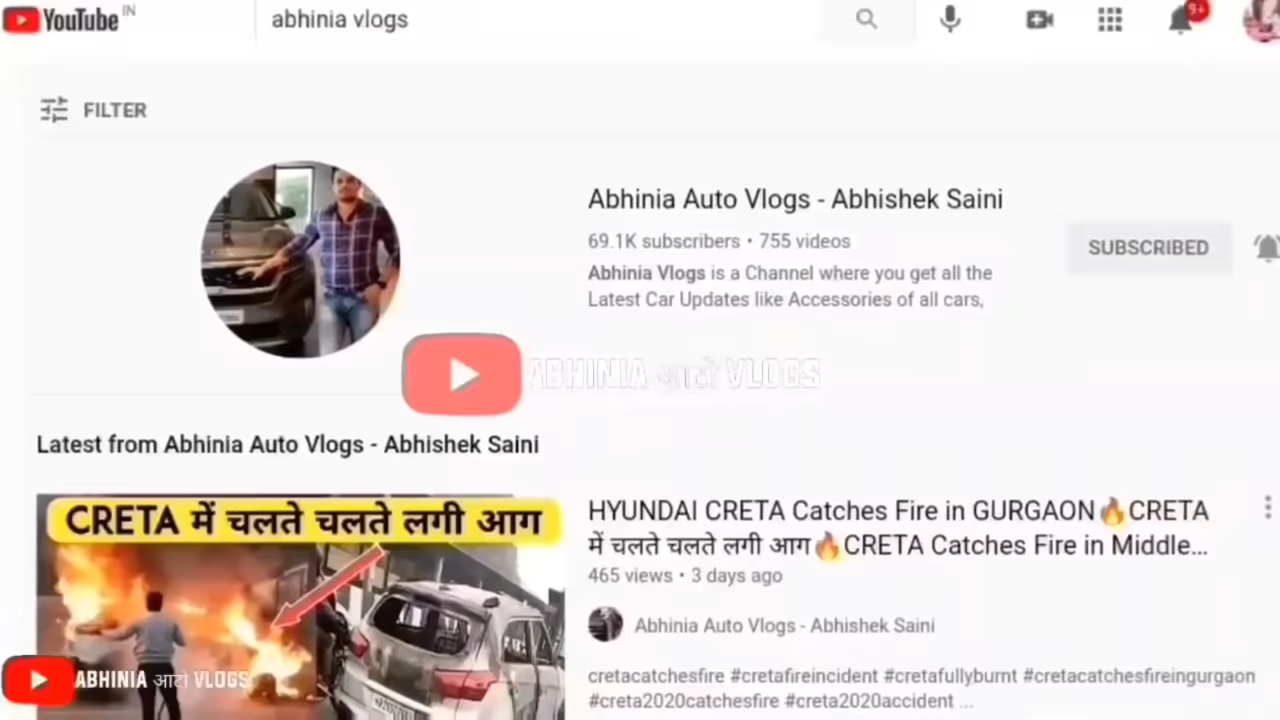 YouTube IN
abhinia vlogs
9+
FILTER
Abhinia Auto Vlogs - Abhishek Saini
69.1K subscribers • 755 videos
SUBSCRIBED
Abhinia Vlogs is a Channel where you get all the
Latest Car Updates like Accessories of all cars,
ABHINIA आटो VLOGS
Latest from Abhinia Auto Vlogs - Abhishek Saini
CRETA में चलते चलते लगी आग
HYUNDAI CRETA Catches Fire in GURGAON🔥CRETA
में चलते चलते लगी आग🔥CRETA Catches Fire in Middle...
465 views • 3 days ago
Abhinia Auto Vlogs - Abhishek Saini
cretacatchesfire #cretafireincident #cretafullyburnt #cretacatchesfireingurgaon
#creta2020catchesfire #creta2020accident ...
ABHINIA आटो VLOGS